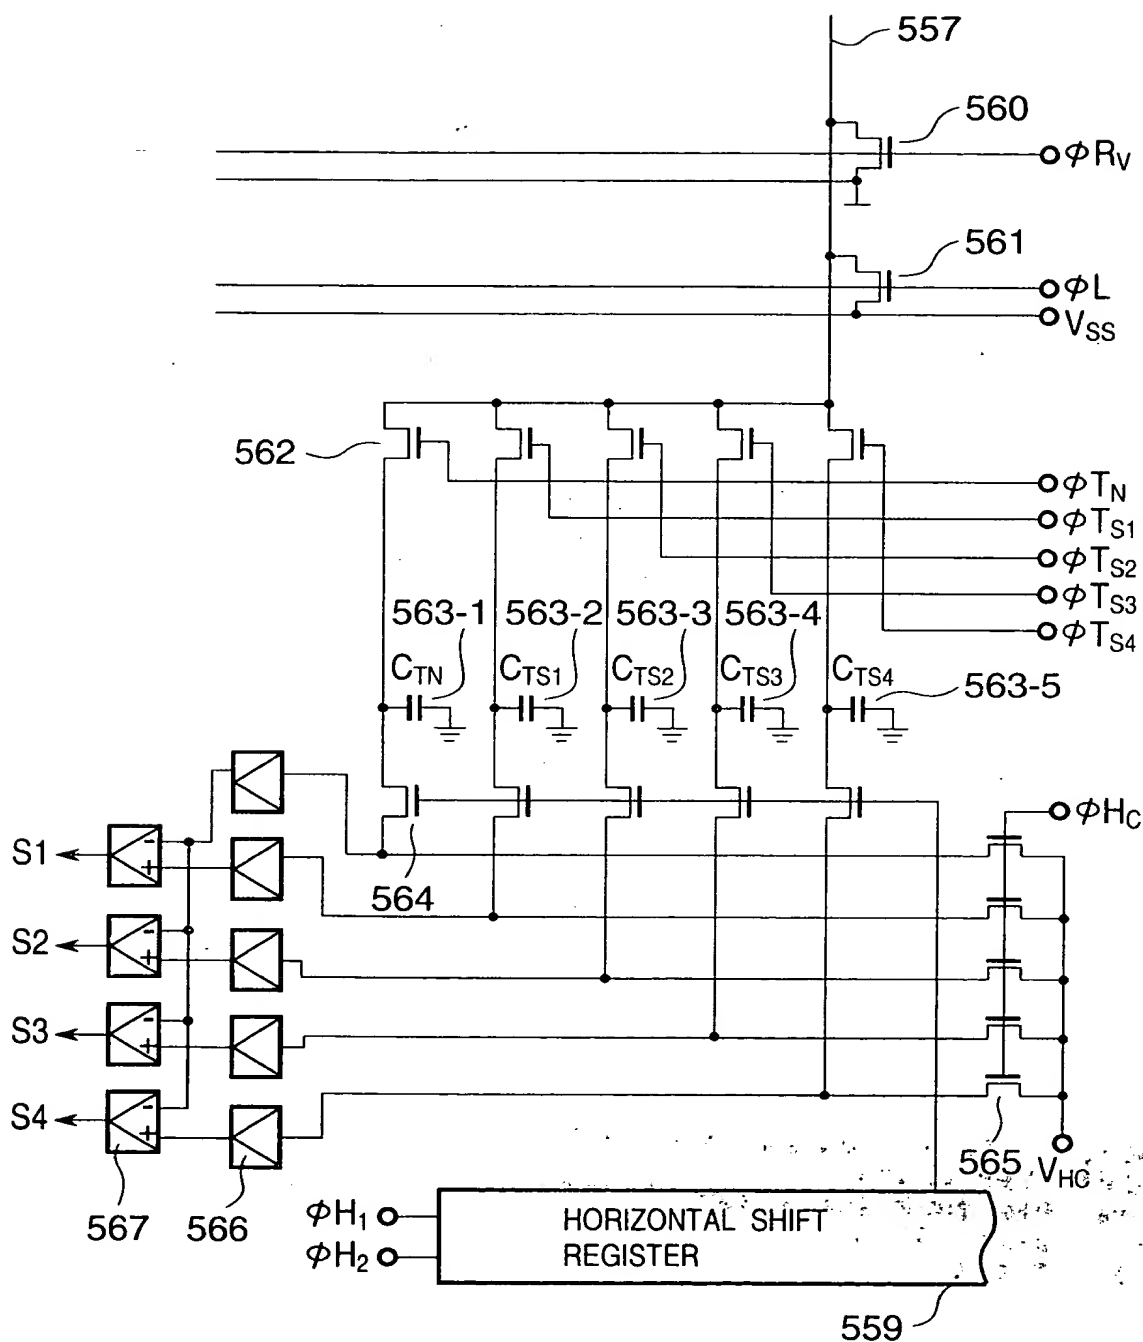 557
560
ϕRV
561
ϕL
VSS
562
ϕTN
ϕTS1
ϕTS2
ϕTS3
ϕTS4
563-1
563-2
563-3
563-4
563-5
CTN
CTS1
CTS2
CTS3
CTS4
ϕHC
S1
- +
564
S2
- +
S3
- +
S4
- +
565
VHC
567
566
ϕH1
ϕH2
HORIZONTAL SHIFT
REGISTER
559